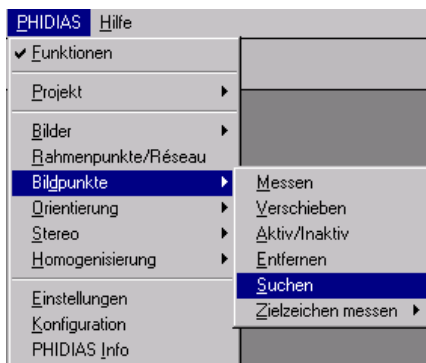 PHIDIAS Hilfe
Funktionen
Projekt
Bilder
Rahmenpunkte/Réseau
Bildpunkte
Orientierung
Stereo
Homogenisierung
Einstellungen
Konfiguration
PHIDIAS Info
Messen
Verschieben
Aktiv/Inaktiv
Entfernen
Suchen
Zielzeichen messen